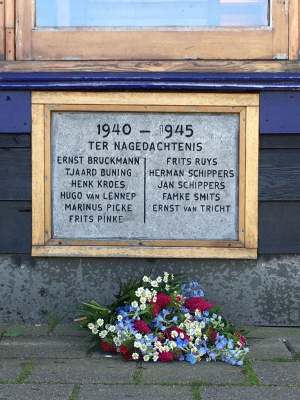 1940 — 1945
TER NAGEDACHTENIS
ERNST BRUCKMANN
TJAARD BUNING
HENK KROES
HUGO VAN LENNEP
MARINUS PICKE
FRITS PINKE
FRITS RUYS
HERMAN SCHIPPERS
JAN SCHIPPERS
FAMKE SMITS
ERNST VAN TRICHT